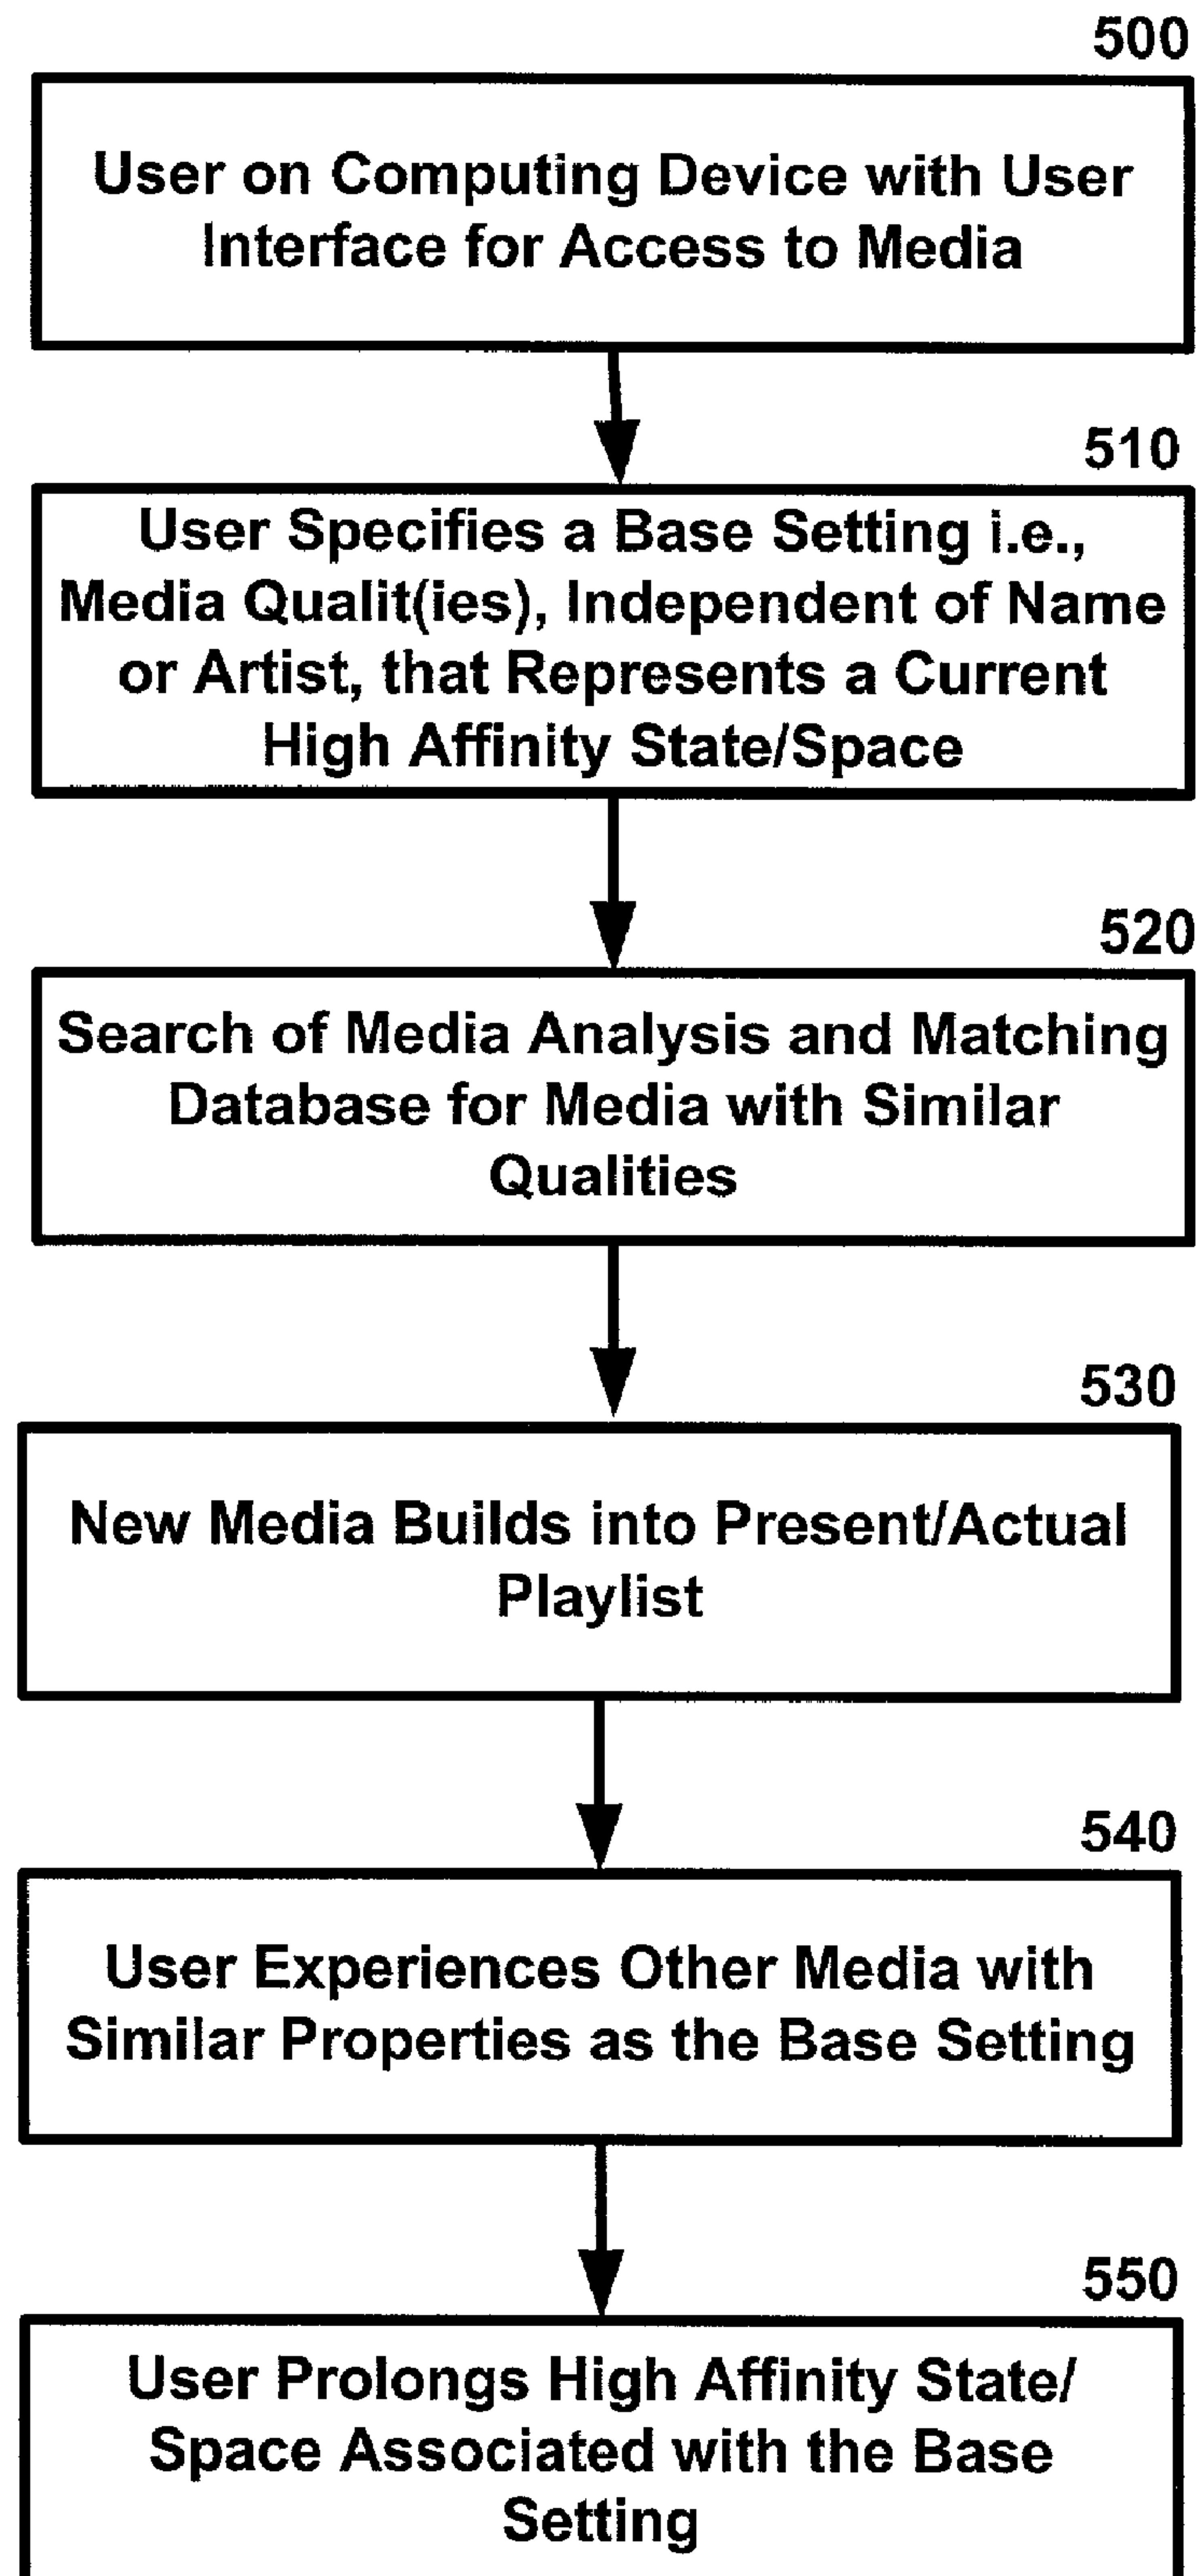 500
User on Computing Device with User
Interface for Access to Media
510
User Specifies a Base Setting i.e.,
Media Qualit(ies), Independent of Name
or Artist, that Represents a Current
High Affinity State/Space
520
Search of Media Analysis and Matching
Database for Media with Similar
Qualities
530
New Media Builds into Present/Actual
Playlist
540
User Experiences Other Media with
Similar Properties as the Base Setting
550
User Prolongs High Affinity State/
Space Associated with the Base
Setting